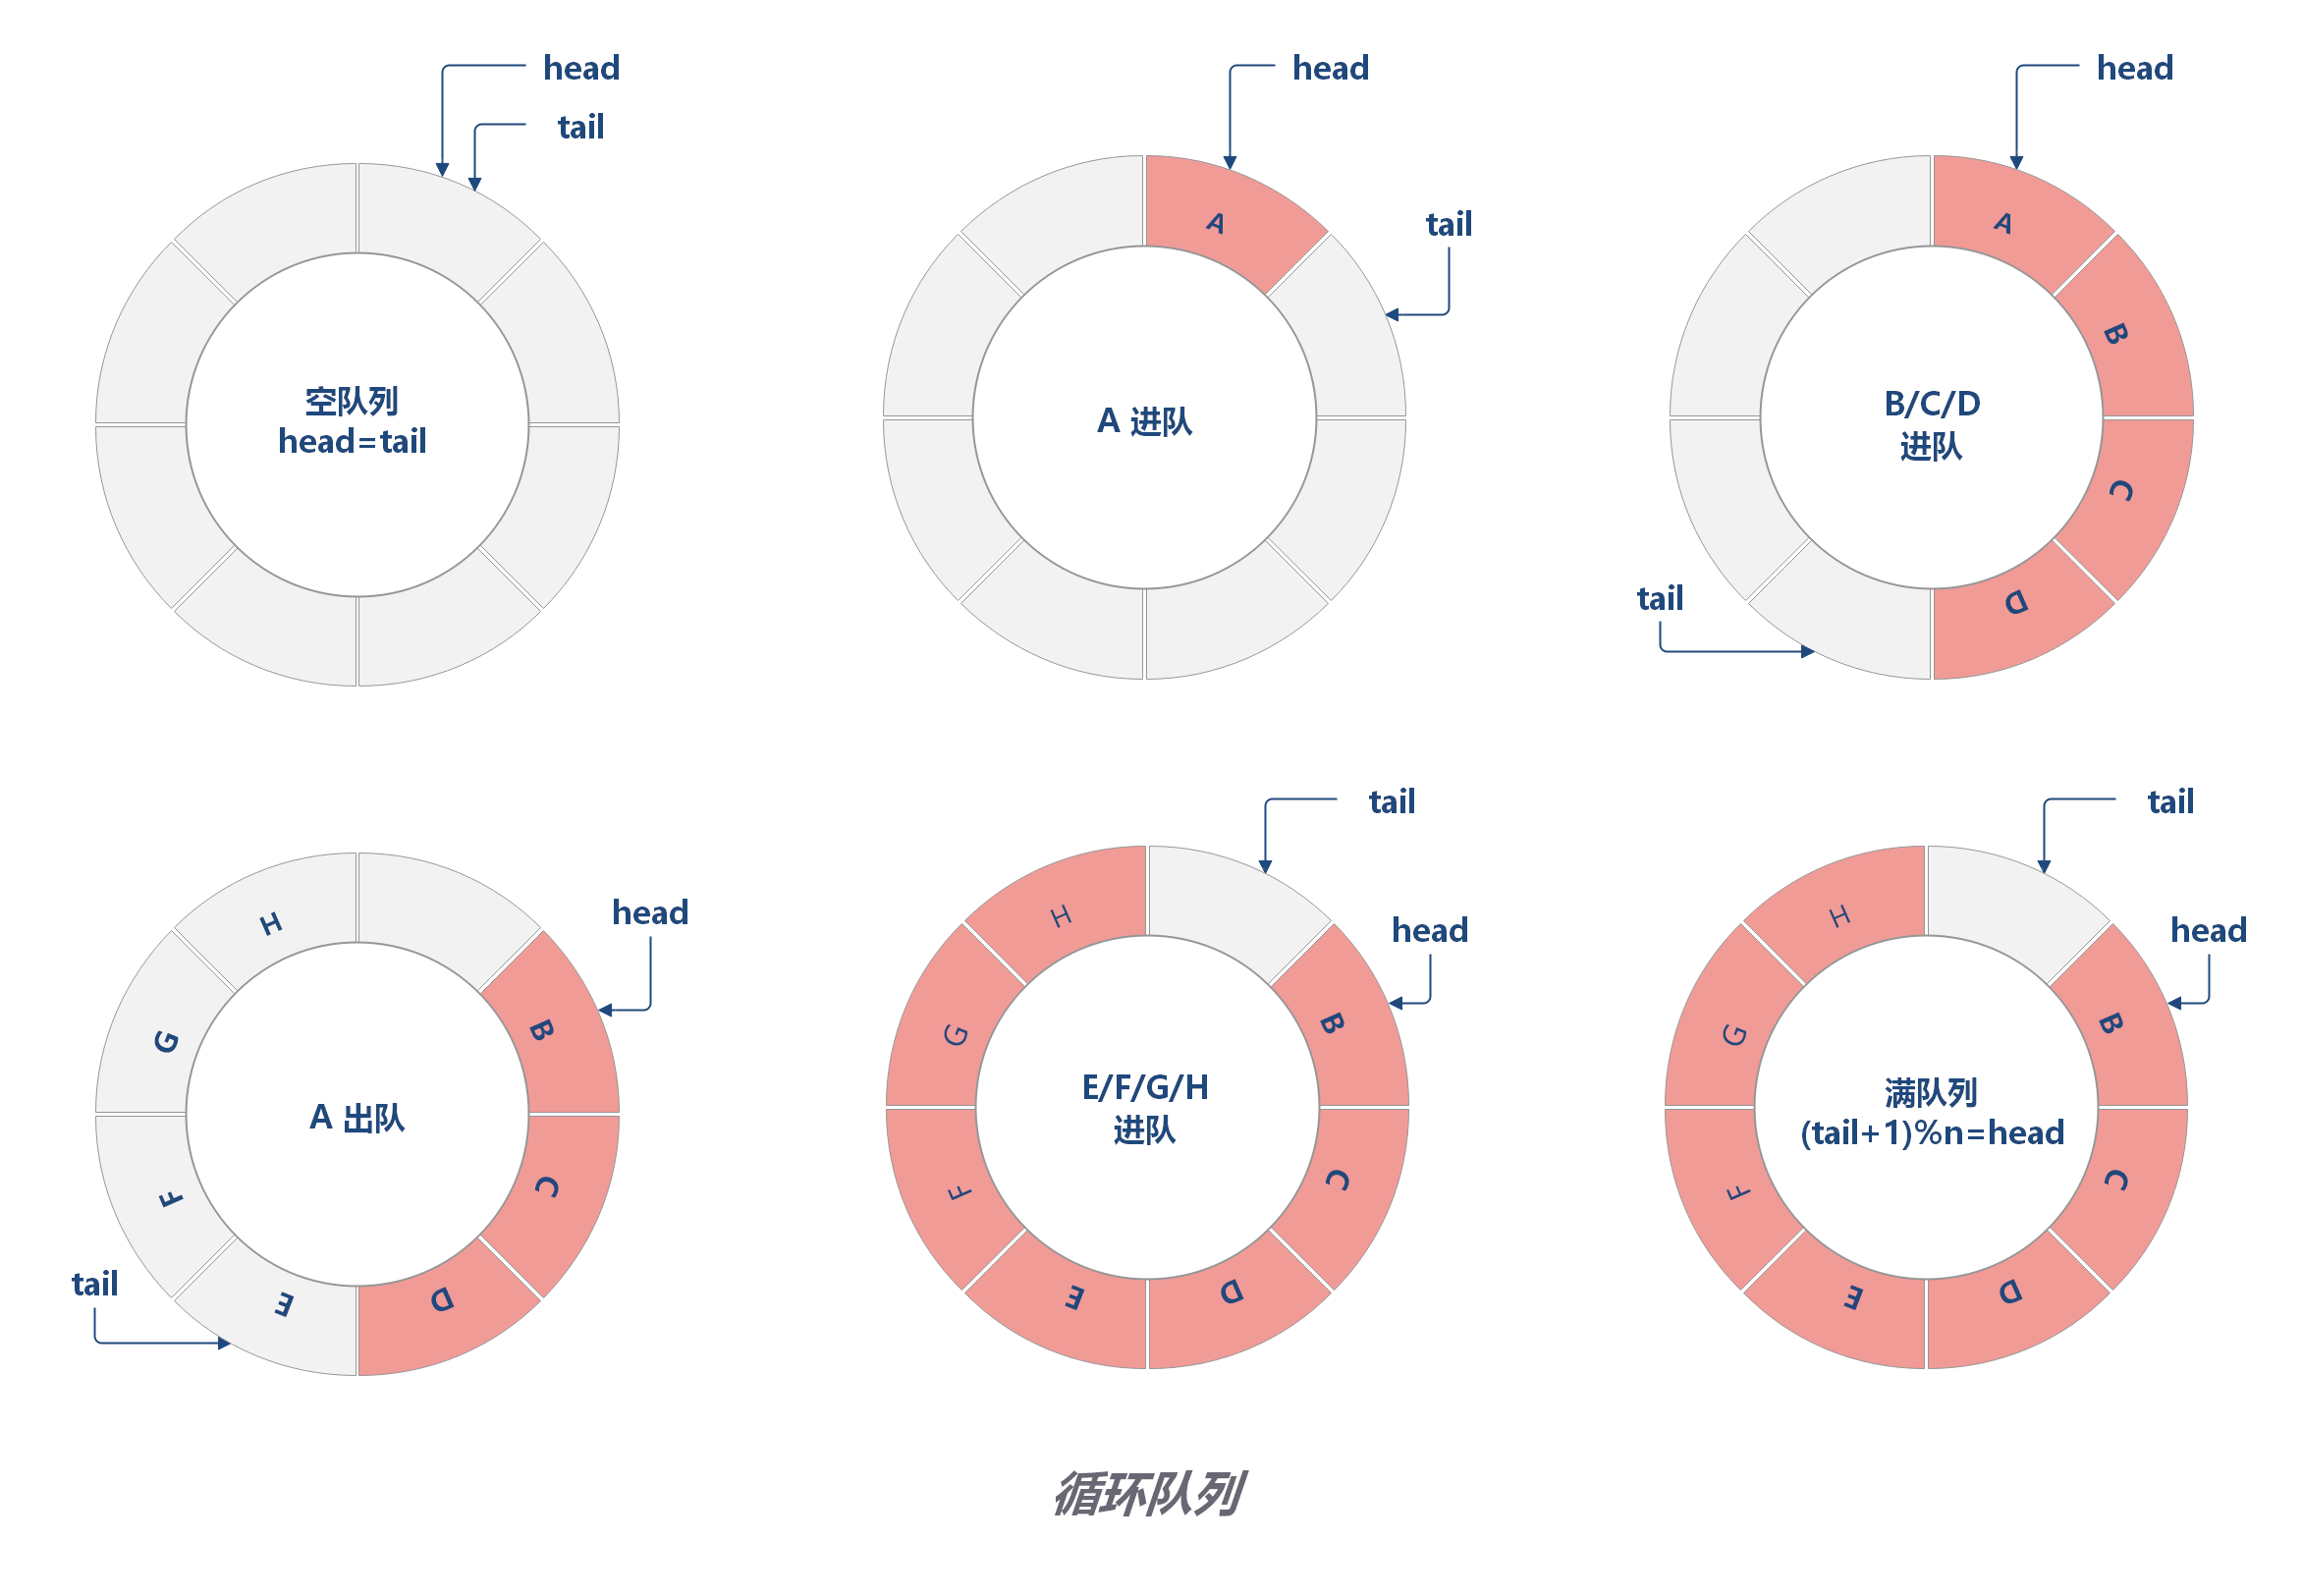 head
tail
空队列
head=tail
head
A
tail
A 进队
head
A
B
C
D
B/C/D
进队
tail
head
H
G
F
E
B
C
D
A 出队
tail
tail
head
H
G
F
E
B
C
D
E/F/G/H
进队
tail
head
H
G
F
E
B
C
D
满队列
(tail+1)%n=head
循环队列